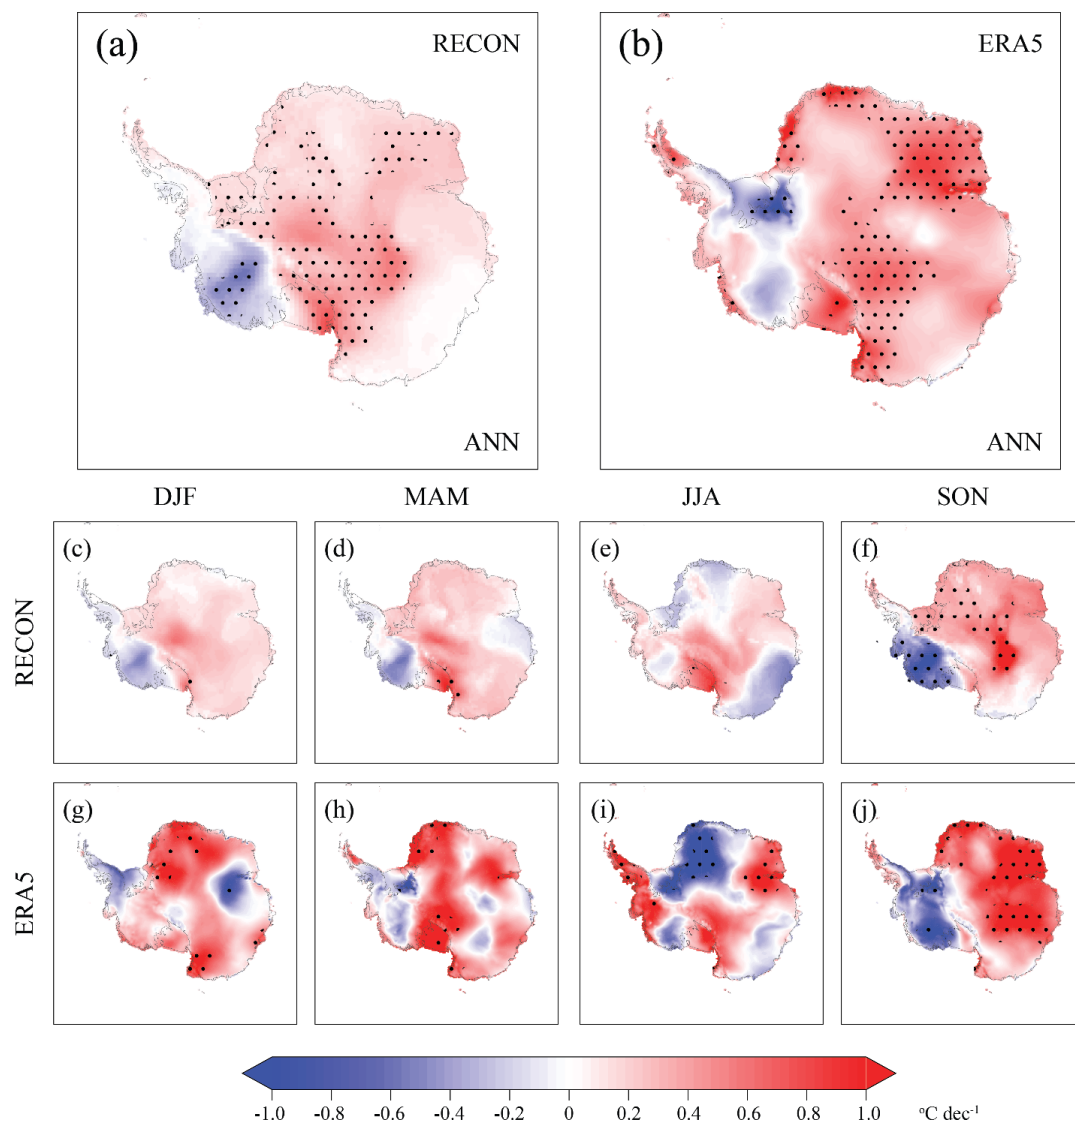 (a) RECON
(b) ERA5
ANN
ANN
DJF MAM JJA SON
RECON
(c)
(d)
(e)
(f)
ERA5
(g)
(h)
(i)
(j)
-1.0 -0.8 -0.6 -0.4 -0.2 0 0.2 0.4 0.6 0.8 1.0 °C dec⁻¹